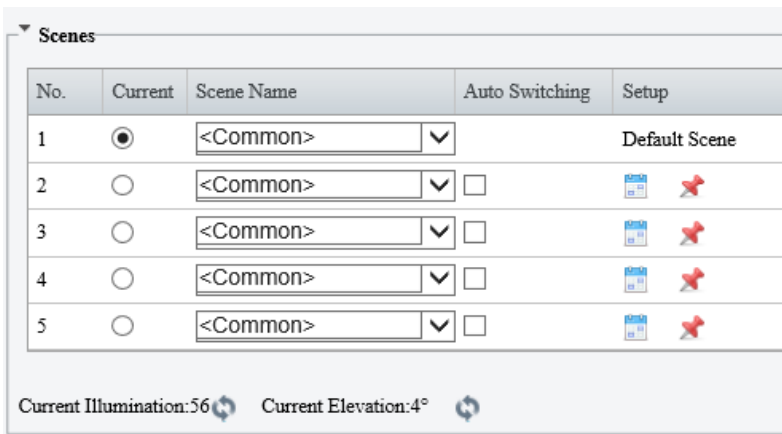 Scenes
No. Current Scene Name Auto Switching Setup
1 <Common> Default Scene
2 <Common>
3 <Common>
4 <Common>
5 <Common>
Current Illumination:56 Current Elevation:4°